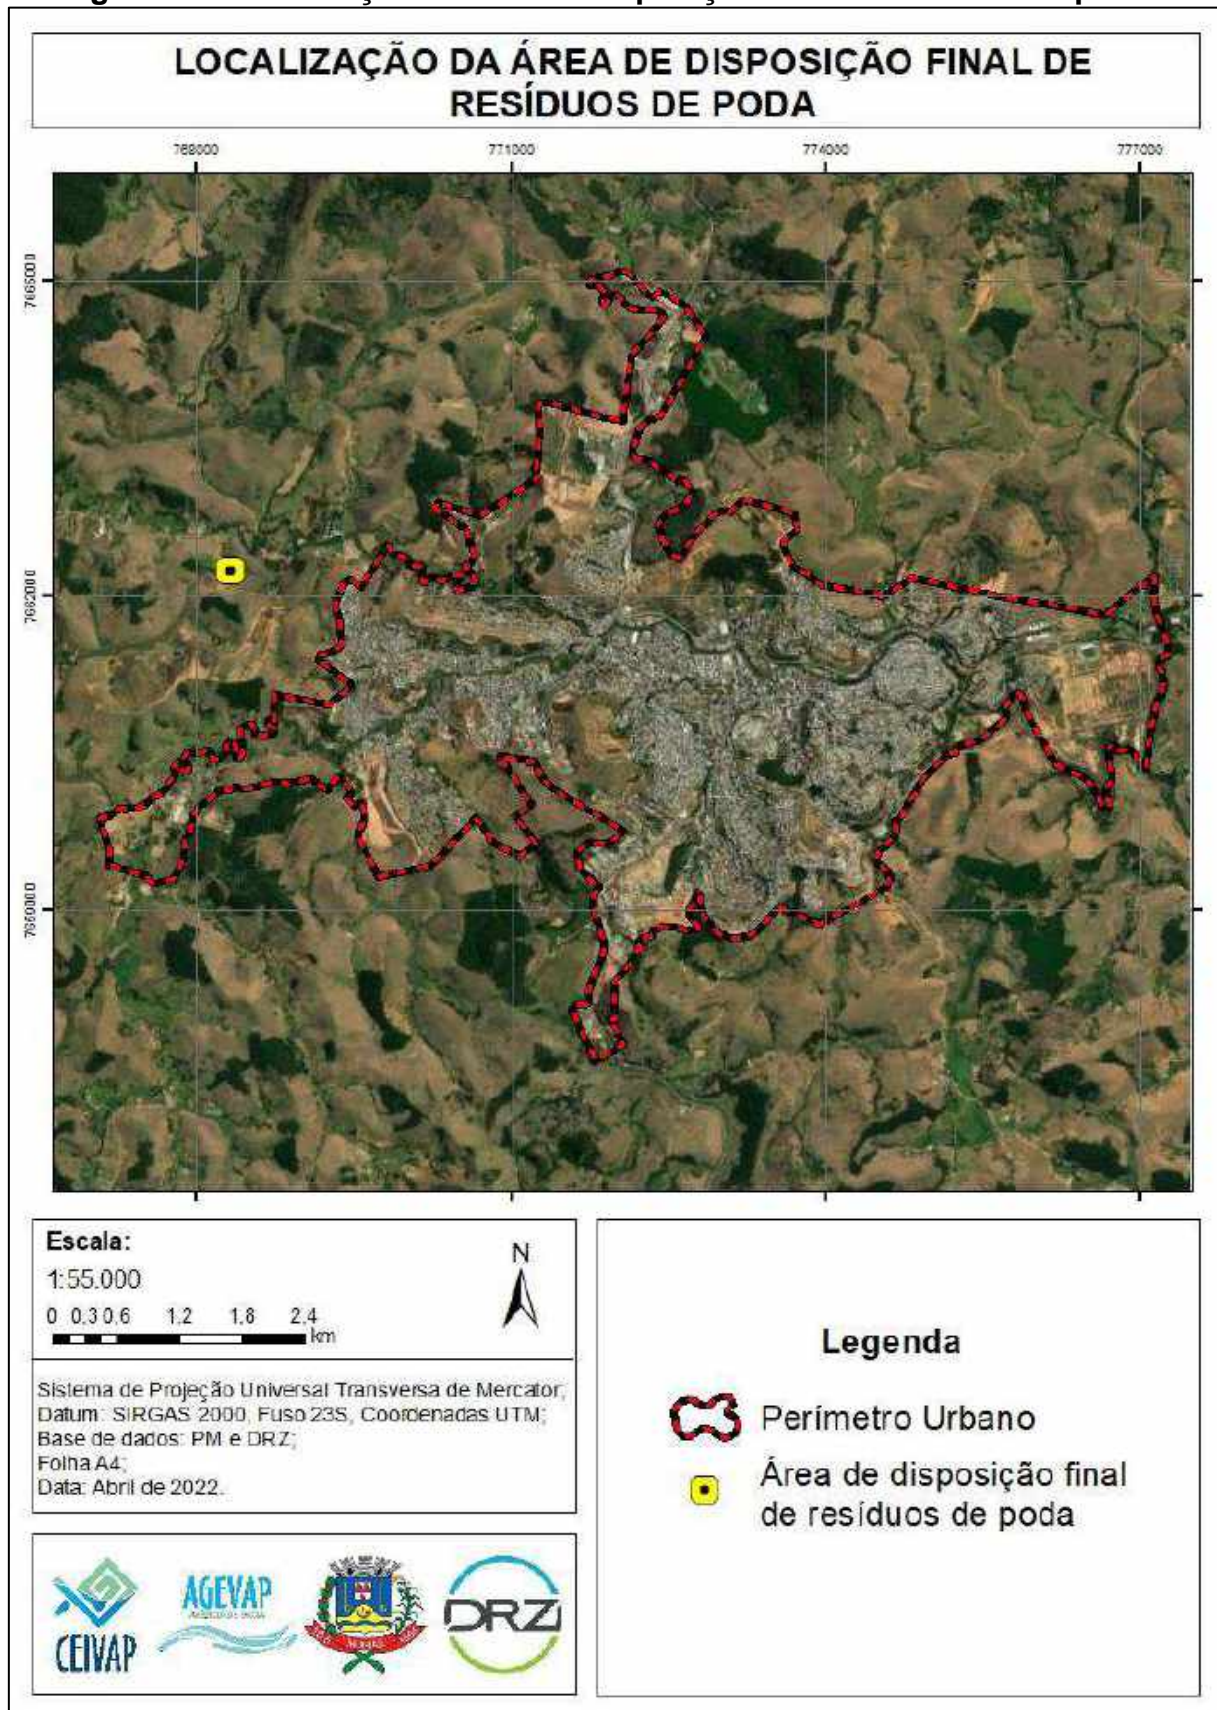 LOCALIZAÇÃO DA ÁREA DE DISPOSIÇÃO FINAL DE
RESÍDUOS DE PODA
768000 771000 774000 777000
7665000
7662000
Escala:
1:55.000
0 0,3 0,6 1,2 1,8 2,4
km
N
Sistema de Projeção Universal Transversa de Mercator;
Datum: SIRGAS 2000, Fuso 23S, Coordenadas UTM;
Base de dados: PM e DRZ;
Folha A4;
Data: Abril de 2022.
CEIVAP
AGEVAP
DRZ
Legenda
Perímetro Urbano
Área de disposição final
de resíduos de poda